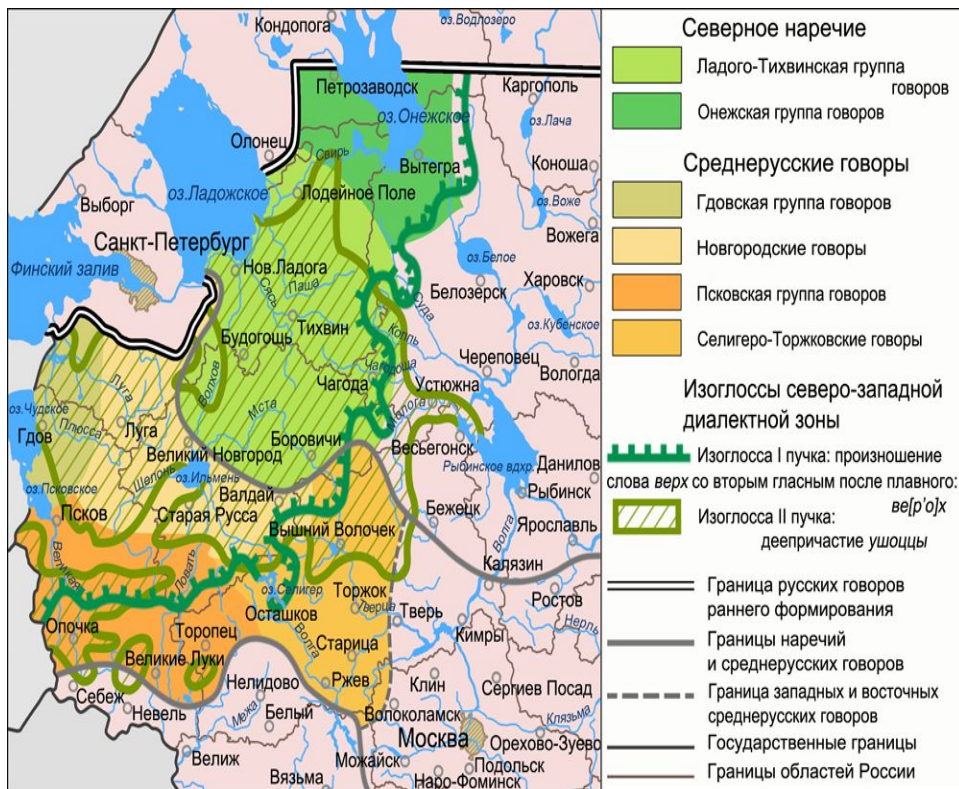 Кондопога
оз.Водлозеро
Петрозаводск
Каргополь
оз.Онежское
оз.Лача
Олонец
Свирь
Вытегра
Коноша
оз.Ладожское
Лодейное Поле
Выборг
оз.Воже
Санкт-Петербург
Вожега
Финский залив
Нов.Ладога
оз.Белое
Харовск
Сясь
Паша
Белозерск
Суда
Тихвин
оз.Кубенское
Колпь
Будогощь
Череповец
Вологда
Волхов
Чагодоща
Луга
Чагода
Устюжна
оз.Чудское
Мста
Молога
Плюсса
Гдов
Луга
Боровичи
Весьегонск
Великий Новгород
Рыбинское вдхр.
Данилов
оз.Псковское
Шелонь
оз.Ильмень
Валдай
Рыбинск
Псков
Старая Русса
Бежецк
Волга
Вышний Волочек
Ярославль
Великая
Ловать
Калязин
оз.Селигер
Торжок
Ростов
Осташков
Тверца
Тверь
Опочка
Торопец
Волга
Старица
Кимры
Нерль
Великие Луки
Себеж
Нелидово
Ржев
Клин
Сергиев Посад
Невель
Межа
Белый
Волоколамск
Клязьма
Москва
Орехово-Зуево
Велиж
Можайск
Подольск
Вязьма
Наро-Фоминск
Северное наречие
Ладого-Тихвинская группа
говоров
Онежская группа говоров
Среднерусские говоры
Гдовская группа говоров
Новгородские говоры
Псковская группа говоров
Селигеро-Торжковские говоры
Изоглоссы северо-западной
диалектной зоны
Изоглосса I пучка: произношение
слова верх со вторым гласным после плавного:
ве[р'о]х
Изоглосса II пучка:
деепричастие ушоццы
Граница русских говоров
раннего формирования
Границы наречий
и среднерусских говоров
Граница западных и восточных
среднерусских говоров
Государственные границы
Границы областей России